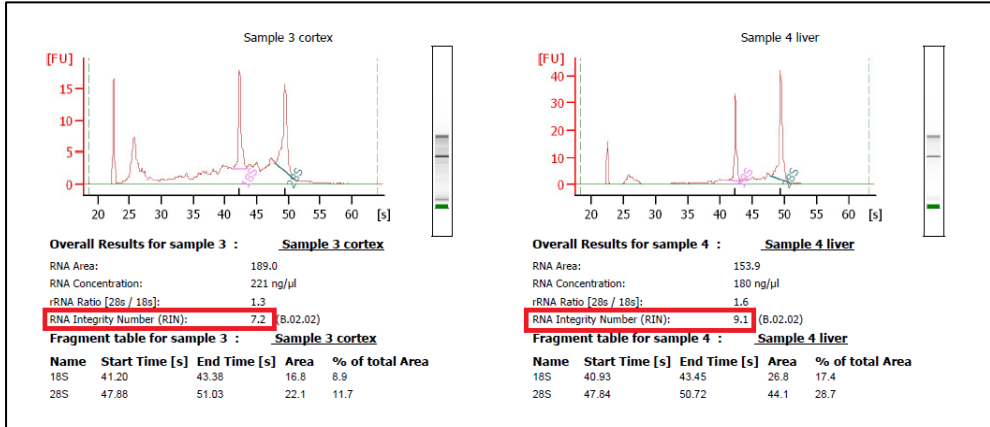 Sample 3 cortex
[FU]
15
10
5
0
18S
28S
20 25 30 35 40 45 50 55 60 [s]
Overall Results for sample 3 : Sample 3 cortex
RNA Area: 189.0
RNA Concentration: 221 ng/µl
rRNA Ratio [28s / 18s]: 1.3
RNA Integrity Number (RIN): 7.2 (B.02.02)
Fragment table for sample 3 : Sample 3 cortex
Name Start Time [s] End Time [s] Area % of total Area
18S 41.20 43.38 16.8 8.9
28S 47.88 51.03 22.1 11.7
Sample 4 liver
[FU]
40
30
20
10
0
18S
28S
20 25 30 35 40 45 50 55 60 [s]
Overall Results for sample 4 : Sample 4 liver
RNA Area: 153.9
RNA Concentration: 180 ng/µl
rRNA Ratio [28s / 18s]: 1.6
RNA Integrity Number (RIN): 9.1 (B.02.02)
Fragment table for sample 4 : Sample 4 liver
Name Start Time [s] End Time [s] Area % of total Area
18S 40.93 43.45 26.8 17.4
28S 47.84 50.72 44.1 28.7